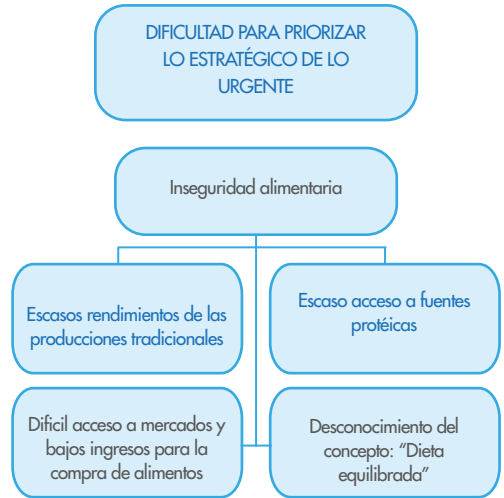 DIFICULTAD PARA PRIORIZAR
LO ESTRATÉGICO DE LO
URGENTE
Inseguridad alimentaria
Escasos rendimientos de las
producciones tradicionales
Escaso acceso a fuentes
protéicas
Dificil acceso a mercados y
bajos ingresos para la
compra de alimentos
Desconocimiento del
concepto: “Dieta
equilibrada”